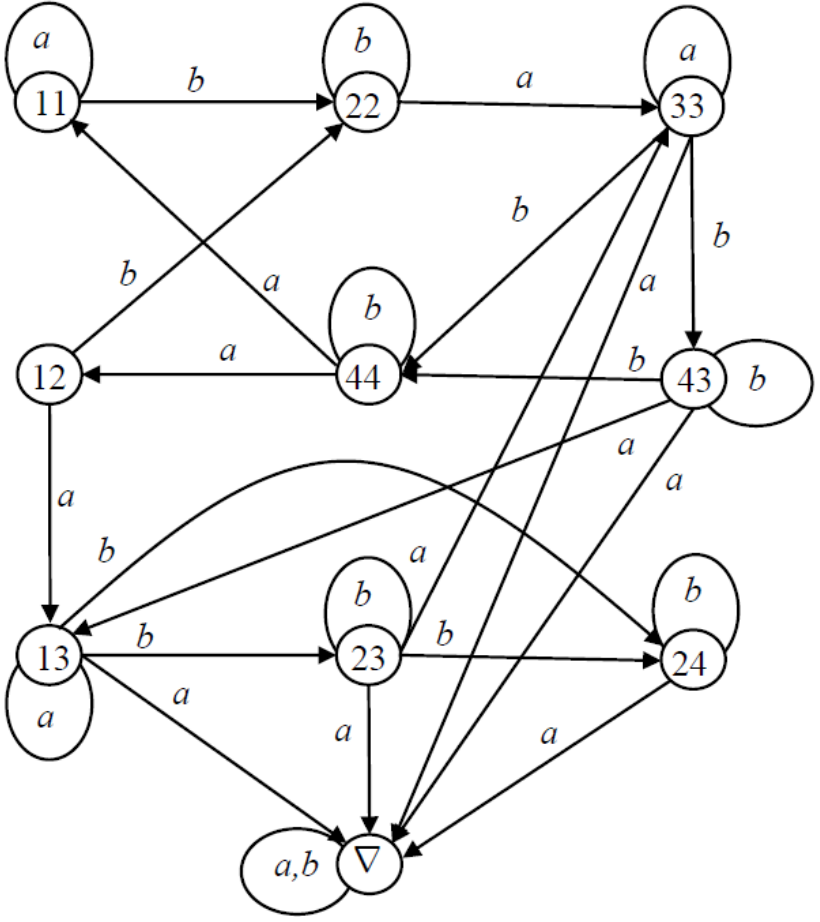 a b a
b
11 22 33
a
b b
b a b a
12 a 44 b 43 b
a a a
b a
b b b
13 b 23 24
a a a a
a,b ∇